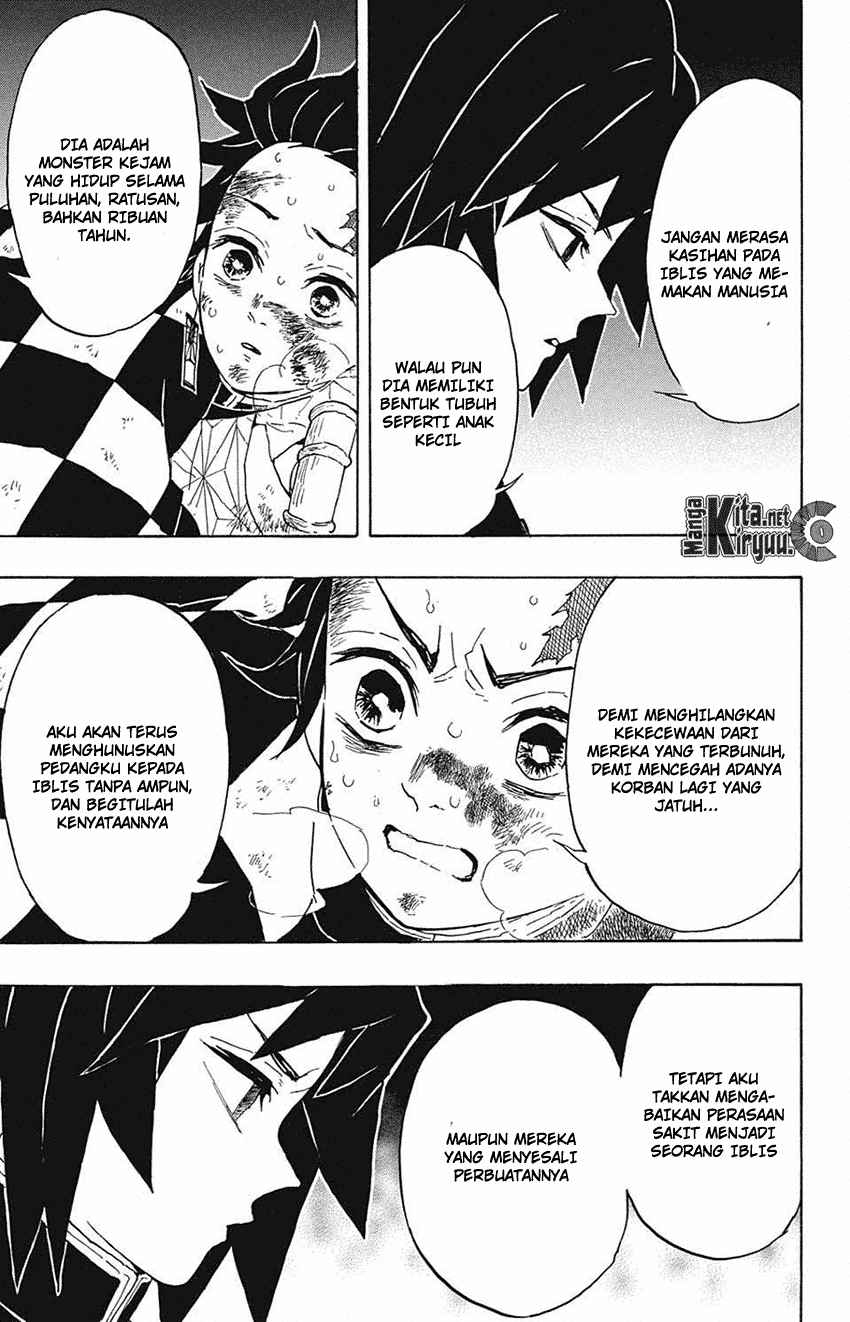 JANGAN MERASA
KASIHAN PADA
IBLIS YANG ME-
MAKAN MANUSIA
WALAU PUN
DIA MEMILIKI
BENTUK TUBUH
SEPERTI ANAK
KECIL
DIA ADALAH
MONSTER KEJAM
YANG HIDUP SELAMA
PULUHAN, RATUSAN,
BAHKAN RIBUAN
TAHUN.
MangaKita.net
Kiryuu.CO
DEMI MENGHILANGKAN
KEKECEWAAN DARI
MEREKA YANG TERBUNUH,
DEMI MENCEGAH ADANYA
KORBAN LAGI YANG
JATUH...
AKU AKAN TERUS
MENGHUNUSKAN
PEDANGKU KEPADA
IBLIS TANPA AMPUN,
DAN BEGITULAH
KENYATAANNYA
TETAPI AKU
TAKKAN MENGA-
BAIKAN PERASAAN
SAKIT MENJADI
SEORANG IBLIS
MAUPUN MEREKA
YANG MENYESALI
PERBUATANNYA